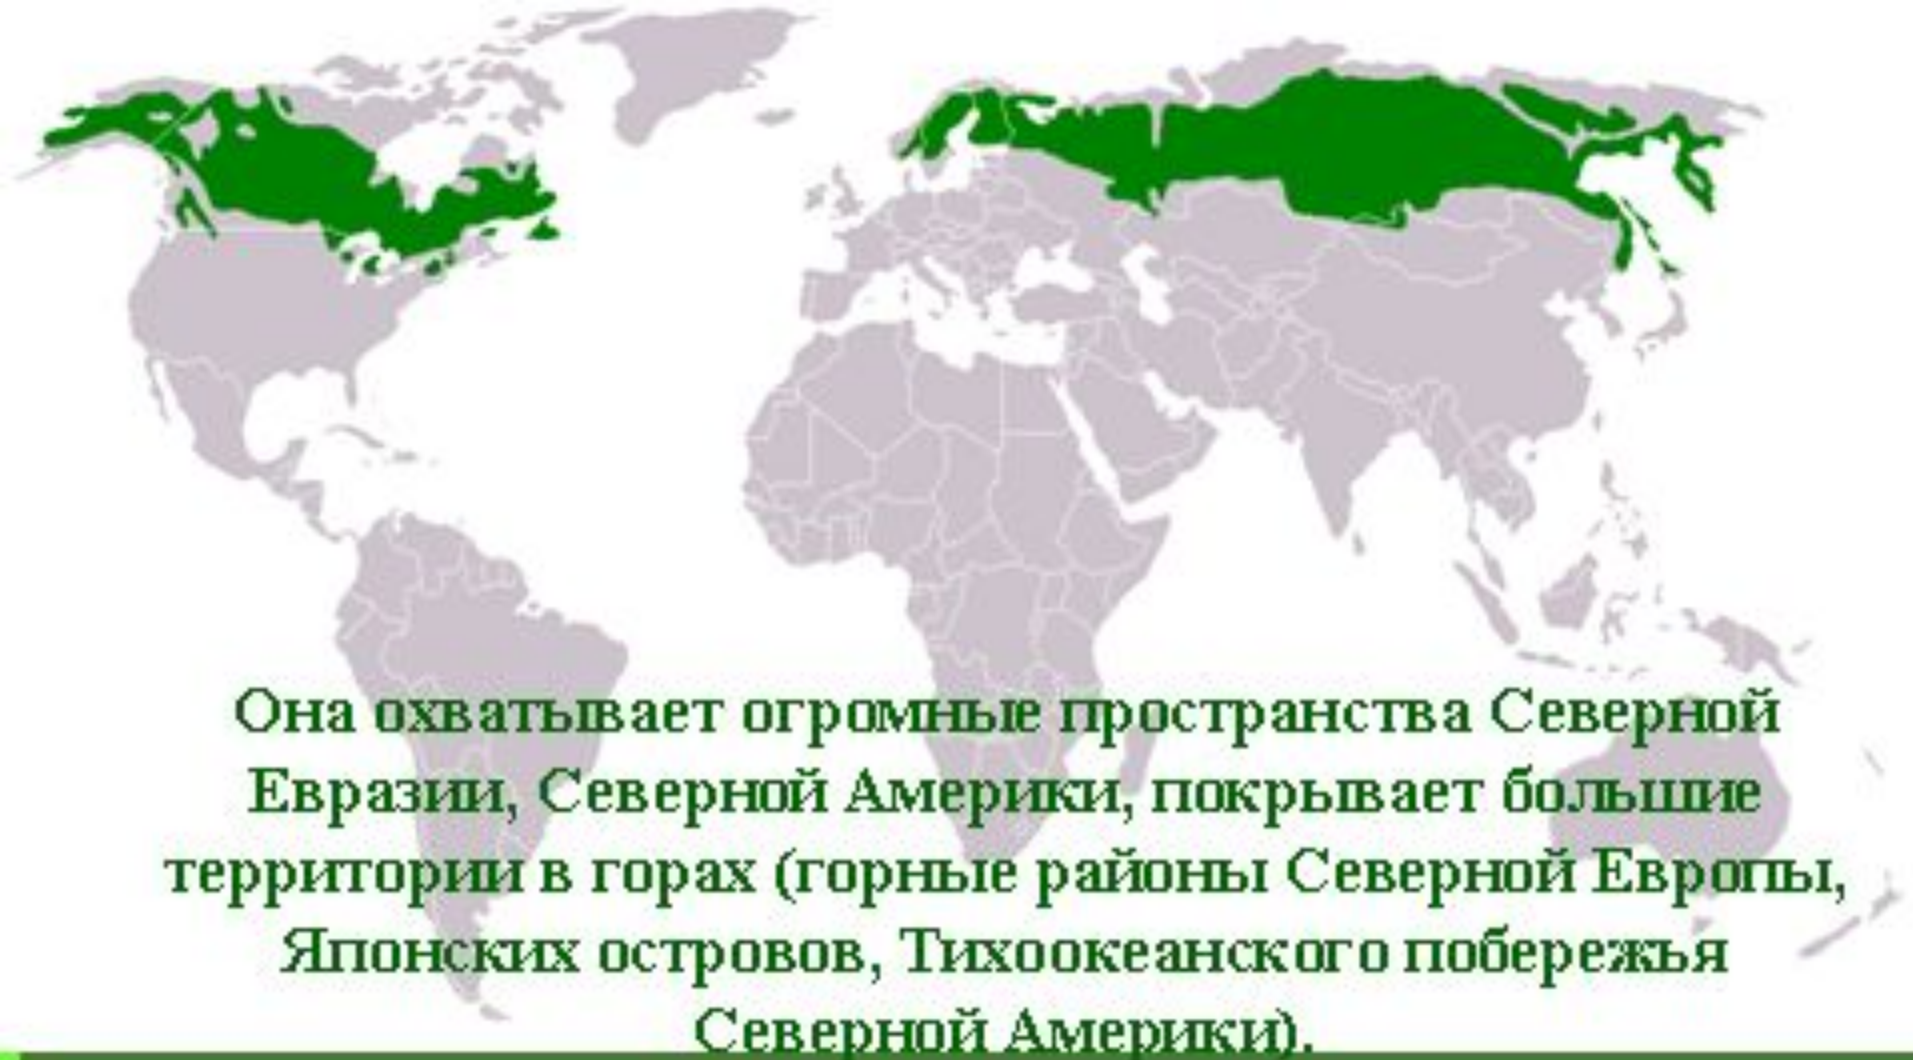 Она охватывает огромные пространства Северной
Евразии, Северной Америки, покрывает большие
территории в горах (горные районы Северной Европы,
Японских островов, Тихоокеанского побережья
Северной Америки).